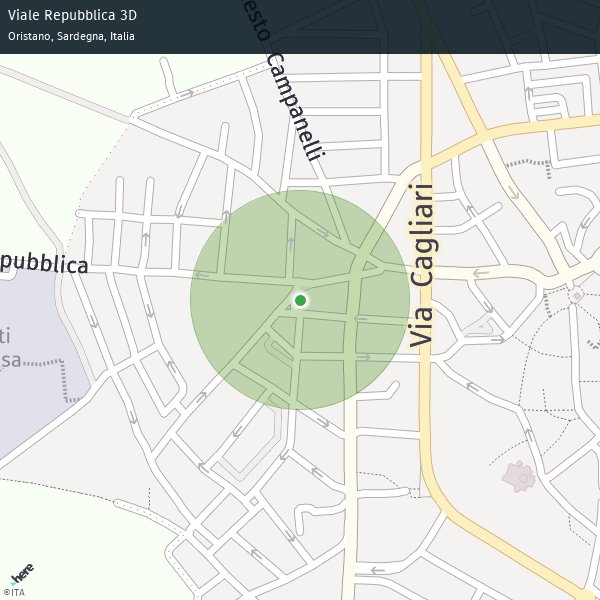 Viale Repubblica 3D
Oristano, Sardegna, Italia
esto Campanelli
Via Cagliari
pubblica
ti
sa
here
©ITA